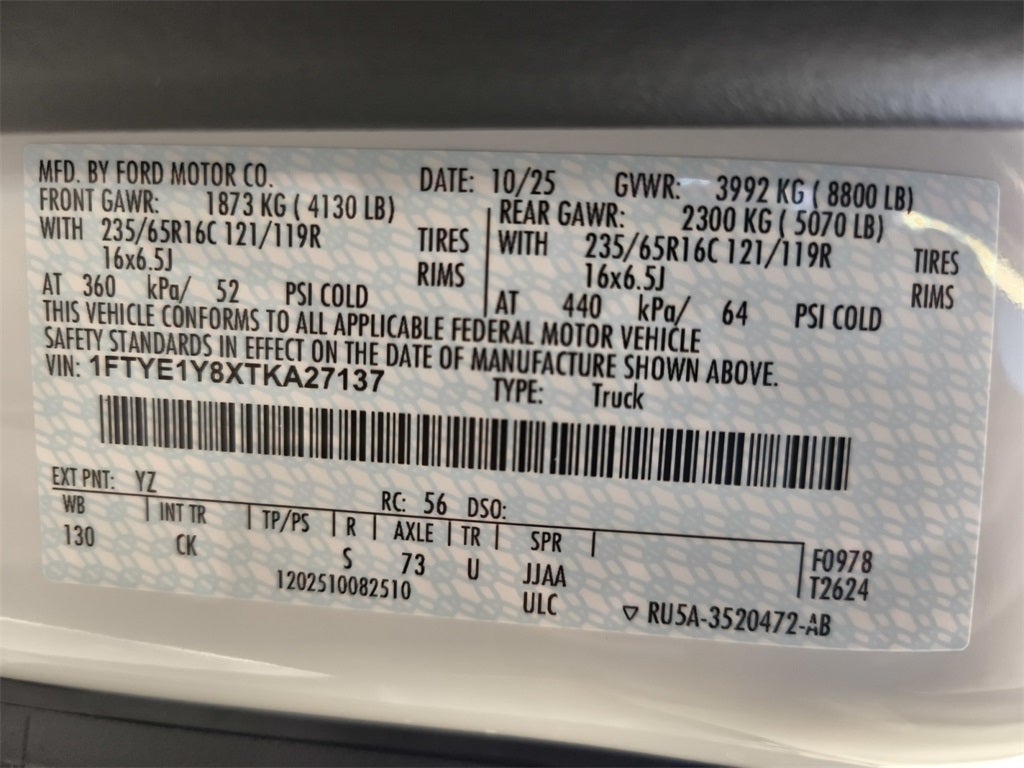 MFD. BY FORD MOTOR CO. DATE: 10/25 GVWR: 3992 KG ( 8800 LB)
FRONT GAWR: 1873 KG ( 4130 LB) REAR GAWR: 2300 KG ( 5070 LB)
WITH 235/65R16C 121/119R TIRES WITH 235/65R16C 121/119R TIRES
16x6.5J RIMS 16x6.5J RIMS
AT 360 kPa/ 52 PSI COLD AT 440 kPa/ 64 PSI COLD
THIS VEHICLE CONFORMS TO ALL APPLICABLE FEDERAL MOTOR VEHICLE
SAFETY STANDARDS IN EFFECT ON THE DATE OF MANUFACTURE SHOWN ABOVE.
VIN: 1FTYE1Y8XTKA27137 TYPE: Truck
EXT PNT: YZ RC: 56 DSO:
WB INT TR TP/PS R AXLE TR SPR
130 CK S 73 U JJAA F0978
1202510082510 ULC T2624
RU5A-3520472-AB